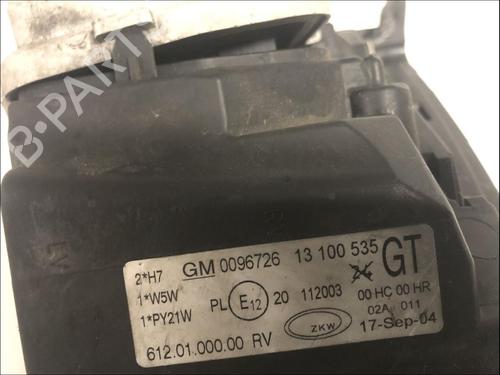 B-PARTS
2*H7 GM 0096726 13 100 535 GT
1*W5W PL E12 20 112003 00 HC 00 HR
1*PY21W ZKW 02A 011
612.01.000.00 RV 17-Sep-04